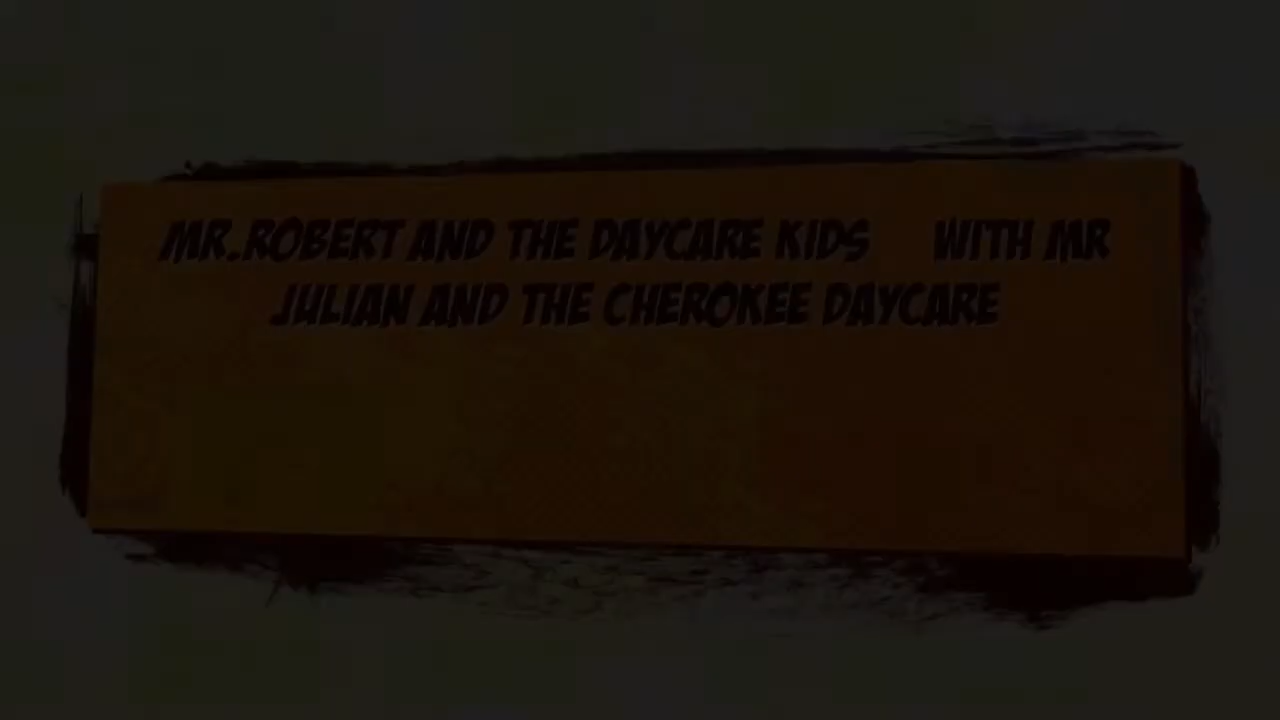 MR.ROBERT AND THE DAYCARE KIDS WITH MR
JULIAN AND THE CHEROKEE DAYCARE